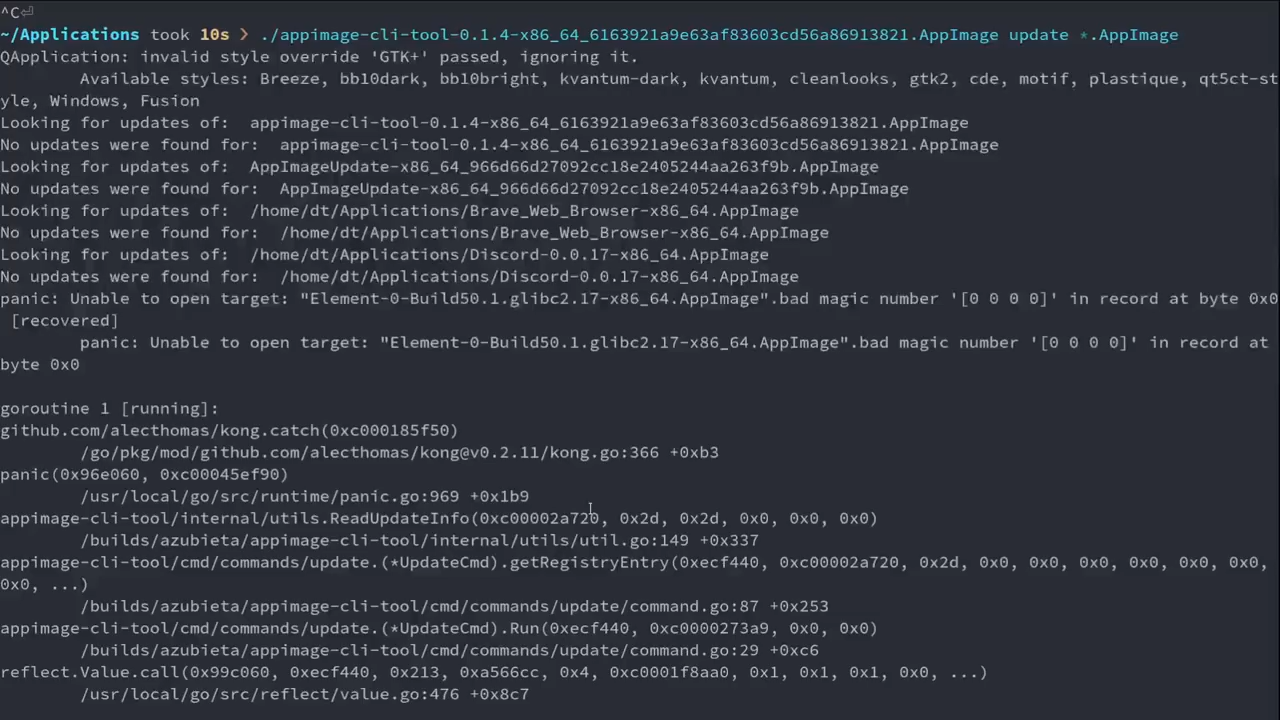 ^C⏎
~/Applications took 10s ❯ ./appimage-cli-tool-0.1.4-x86_64_6163921a9e63af83603cd56a86913821.AppImage update *.AppImage
QApplication: invalid style override 'GTK+' passed, ignoring it.
        Available styles: Breeze, bb10dark, bb10bright, kvantum-dark, kvantum, cleanlooks, gtk2, cde, motif, plastique, qt5ct-st
yle, Windows, Fusion
Looking for updates of:  appimage-cli-tool-0.1.4-x86_64_6163921a9e63af83603cd56a86913821.AppImage
No updates were found for:  appimage-cli-tool-0.1.4-x86_64_6163921a9e63af83603cd56a86913821.AppImage
Looking for updates of:  AppImageUpdate-x86_64_966d66d27092cc18e2405244aa263f9b.AppImage
No updates were found for:  AppImageUpdate-x86_64_966d66d27092cc18e2405244aa263f9b.AppImage
Looking for updates of:  /home/dt/Applications/Brave_Web_Browser-x86_64.AppImage
No updates were found for:  /home/dt/Applications/Brave_Web_Browser-x86_64.AppImage
Looking for updates of:  /home/dt/Applications/Discord-0.0.17-x86_64.AppImage
No updates were found for:  /home/dt/Applications/Discord-0.0.17-x86_64.AppImage
panic: Unable to open target: "Element-0-Build50.1.glibc2.17-x86_64.AppImage".bad magic number '[0 0 0 0]' in record at byte 0x0
 [recovered]
        panic: Unable to open target: "Element-0-Build50.1.glibc2.17-x86_64.AppImage".bad magic number '[0 0 0 0]' in record at
byte 0x0
goroutine 1 [running]:
github.com/alecthomas/kong.catch(0xc000185f50)
        /go/pkg/mod/github.com/alecthomas/kong@v0.2.11/kong.go:366 +0xb3
panic(0x96e060, 0xc00045ef90)
        /usr/local/go/src/runtime/panic.go:969 +0x1b9
appimage-cli-tool/internal/utils.ReadUpdateInfo(0xc00002a720, 0x2d, 0x2d, 0x0, 0x0, 0x0)
        /builds/azubieta/appimage-cli-tool/internal/utils/util.go:149 +0x337
appimage-cli-tool/cmd/commands/update.(*UpdateCmd).getRegistryEntry(0xecf440, 0xc00002a720, 0x2d, 0x0, 0x0, 0x0, 0x0, 0x0, 0x0,
0x0, ...)
        /builds/azubieta/appimage-cli-tool/cmd/commands/update/command.go:87 +0x253
appimage-cli-tool/cmd/commands/update.(*UpdateCmd).Run(0xecf440, 0xc0000273a9, 0x0, 0x0)
        /builds/azubieta/appimage-cli-tool/cmd/commands/update/command.go:29 +0xc6
reflect.Value.call(0x99c060, 0xecf440, 0x213, 0xa566cc, 0x4, 0xc0001f8aa0, 0x1, 0x1, 0x1, 0x0, ...)
        /usr/local/go/src/reflect/value.go:476 +0x8c7